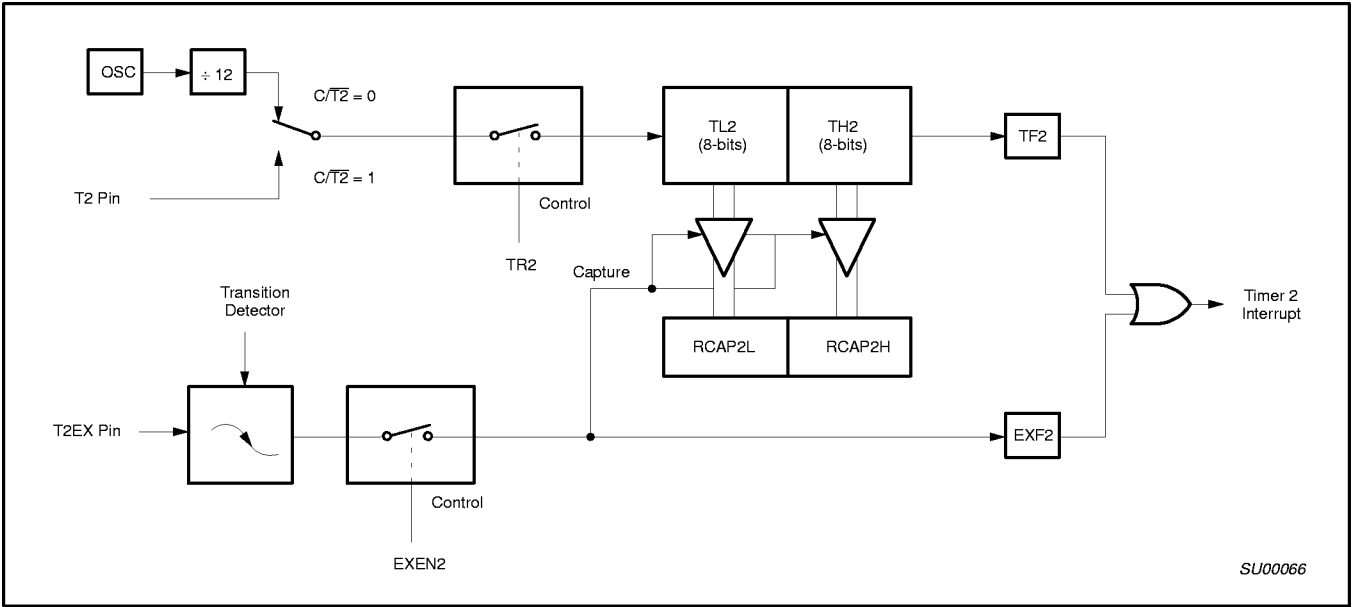 OSC
÷ 12
C/T2 = 0
TL2
(8-bits)
TH2
(8-bits)
TF2
C/T2 = 1
T2 Pin
Control
TR2
Capture
Transition
Detector
Timer 2
Interrupt
RCAP2L
RCAP2H
T2EX Pin
EXF2
Control
EXEN2
SU00066